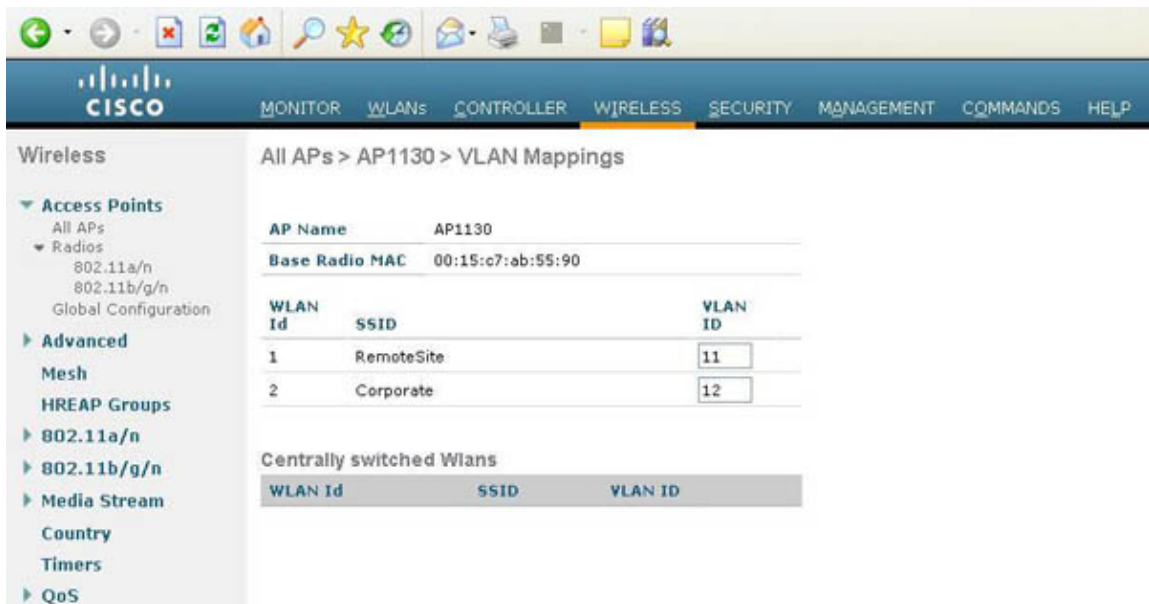 CISCO
MONITOR WLANs CONTROLLER WIRELESS SECURITY MANAGEMENT COMMANDS HELP
Wireless
Access Points
All APs
Radios
802.11a/n
802.11b/g/n
Global Configuration
Advanced
Mesh
HREAP Groups
802.11a/n
802.11b/g/n
Media Stream
Country
Timers
QoS
All APs > AP1130 > VLAN Mappings
AP Name AP1130
Base Radio MAC 00:15:c7:ab:55:90
WLAN Id SSID VLAN ID
1 RemoteSite 11
2 Corporate 12
Centrally switched Wlans
WLAN Id SSID VLAN ID